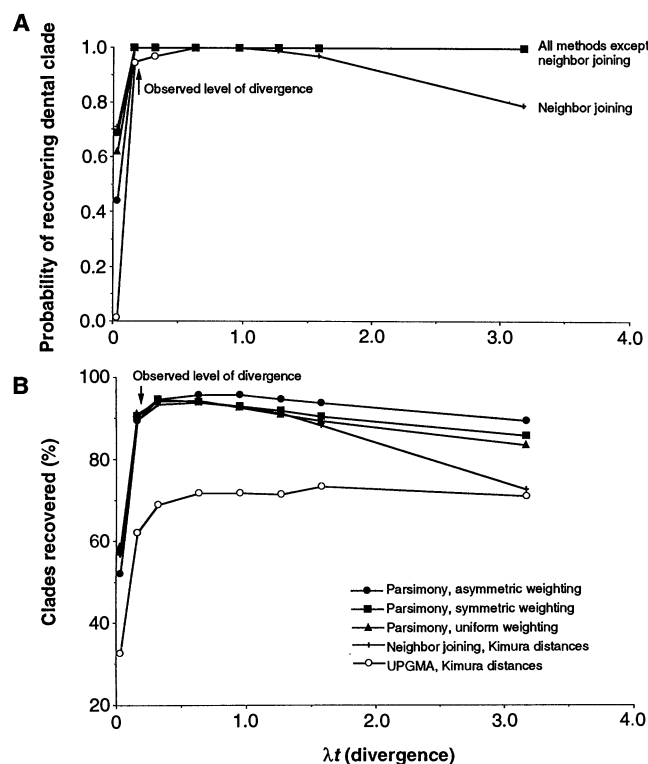 A
Probability of recovering dental clade
1.0
0.8
0.6
0.4
0.2
0.0
0
1.0
2.0
3.0
4.0
Observed level of divergence
All methods except
neighbor joining
Neighbor joining
B
Clades recovered (%)
100
80
60
40
20
0
1.0
2.0
3.0
4.0
Observed level of divergence
Parsimony, asymmetric weighting
Parsimony, symmetric weighting
Parsimony, uniform weighting
Neighbor joining, Kimura distances
UPGMA, Kimura distances
λt (divergence)